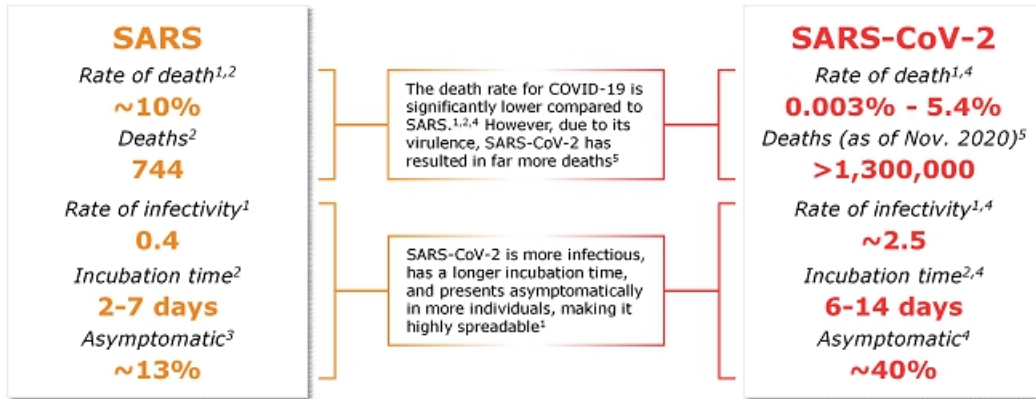 SARS
Rate of death1,2
~10%
Deaths2
744
Rate of infectivity1
0.4
Incubation time2
2-7 days
Asymptomatic3
~13%
The death rate for COVID-19 is
significantly lower compared to
SARS.1,2,4 However, due to its
virulence, SARS-CoV-2 has
resulted in far more deaths5
SARS-CoV-2 is more infectious,
has a longer incubation time,
and presents asymptomatically
in more individuals, making it
highly spreadable1
SARS-CoV-2
Rate of death1,4
0.003% - 5.4%
Deaths (as of Nov. 2020)5
>1,300,000
Rate of infectivity1,4
~2.5
Incubation time2,4
6-14 days
Asymptomatic4
~40%